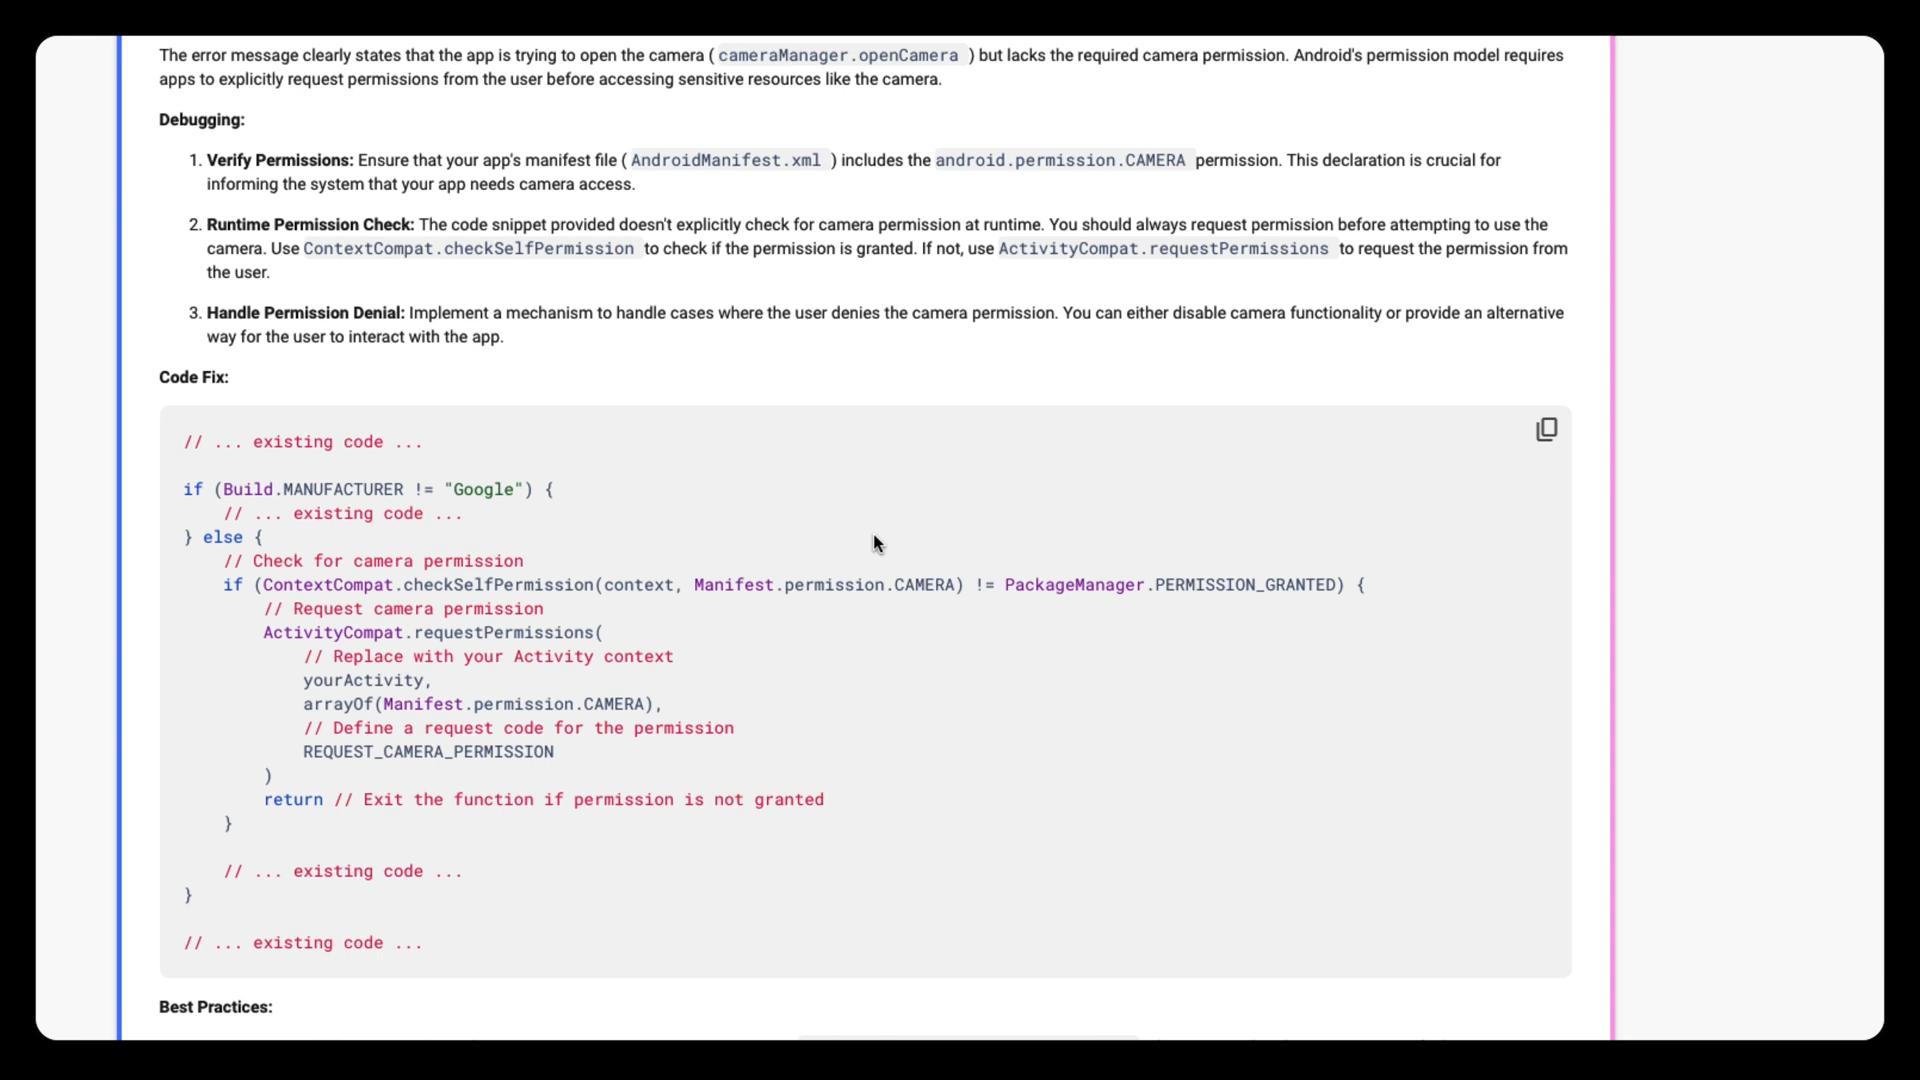 The error message clearly states that the app is trying to open the camera ( cameraManager.openCamera ) but lacks the required camera permission. Android's permission model requires
apps to explicitly request permissions from the user before accessing sensitive resources like the camera.
Debugging:
1. Verify Permissions: Ensure that your app's manifest file ( AndroidManifest.xml ) includes the android.permission.CAMERA permission. This declaration is crucial for
informing the system that your app needs camera access.
2. Runtime Permission Check: The code snippet provided doesn't explicitly check for camera permission at runtime. You should always request permission before attempting to use the
camera. Use ContextCompat.checkSelfPermission to check if the permission is granted. If not, use ActivityCompat.requestPermissions to request the permission from
the user.
3. Handle Permission Denial: Implement a mechanism to handle cases where the user denies the camera permission. You can either disable camera functionality or provide an alternative
way for the user to interact with the app.
Code Fix:
// ... existing code ...
if (Build.MANUFACTURER != "Google") {
    // ... existing code ...
} else {
    // Check for camera permission
    if (ContextCompat.checkSelfPermission(context, Manifest.permission.CAMERA) != PackageManager.PERMISSION_GRANTED) {
        // Request camera permission
        ActivityCompat.requestPermissions(
            // Replace with your Activity context
            yourActivity,
            arrayOf(Manifest.permission.CAMERA),
            // Define a request code for the permission
            REQUEST_CAMERA_PERMISSION
        )
        return // Exit the function if permission is not granted
    }
    // ... existing code ...
}
// ... existing code ...
Best Practices: